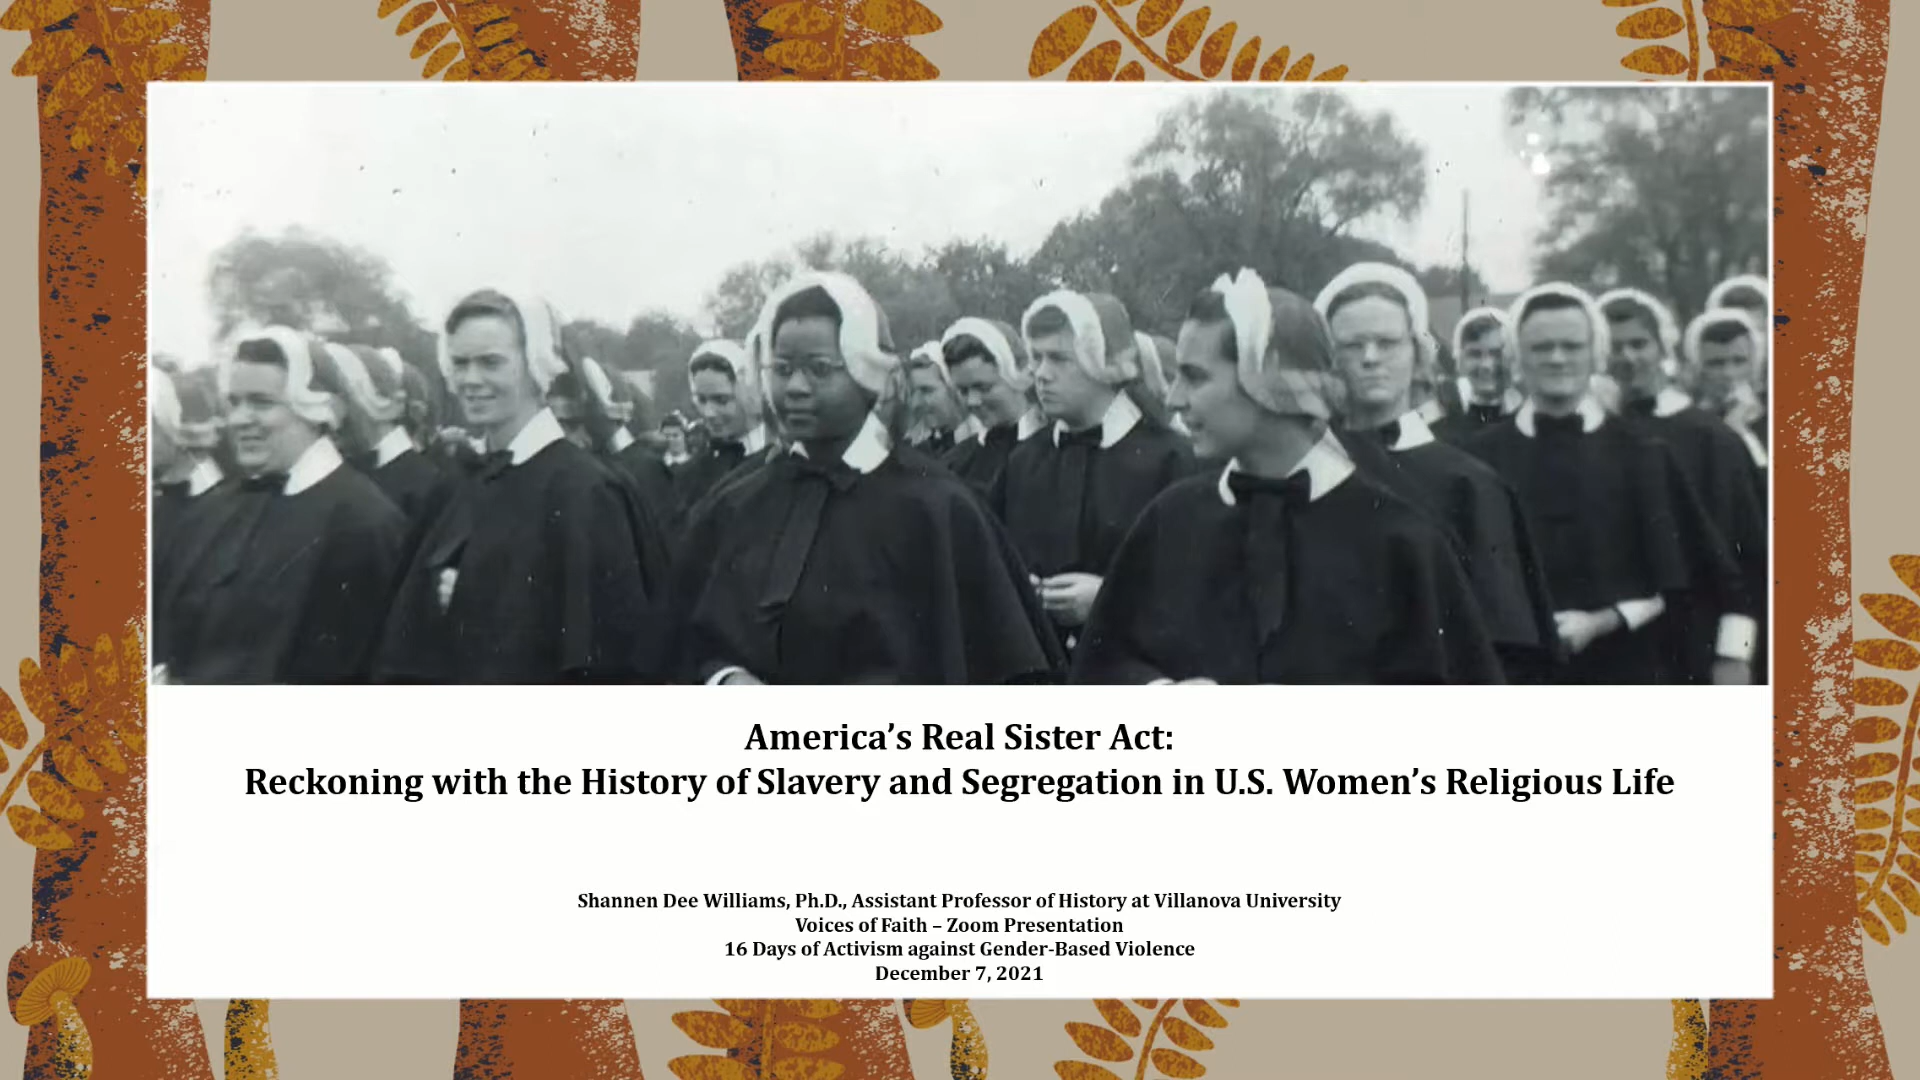 America’s Real Sister Act:
Reckoning with the History of Slavery and Segregation in U.S. Women’s Religious Life
Shannen Dee Williams, Ph.D., Assistant Professor of History at Villanova University
Voices of Faith – Zoom Presentation
16 Days of Activism against Gender-Based Violence
December 7, 2021